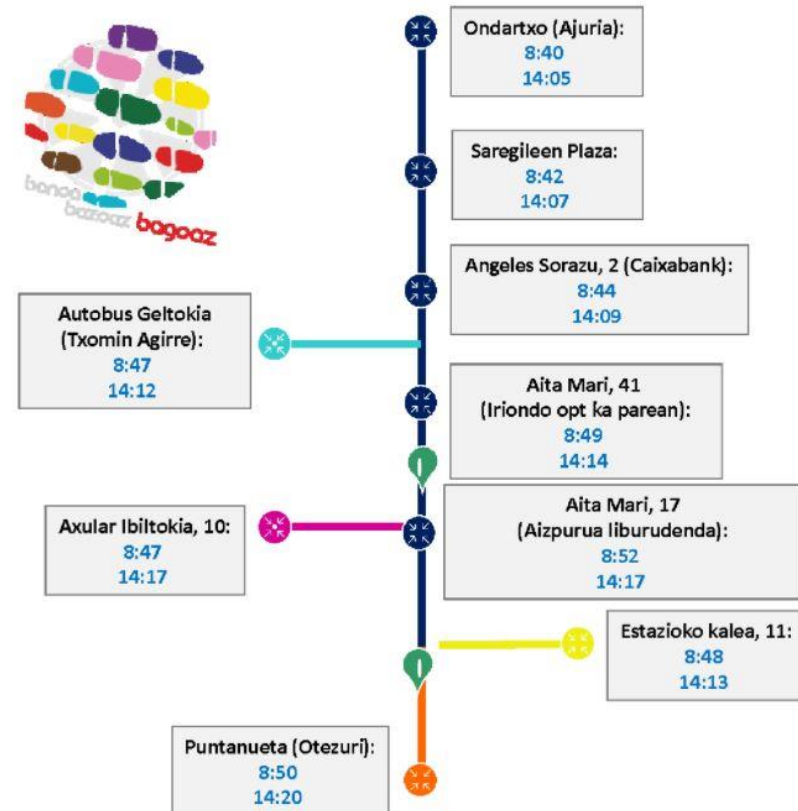 banoa
bazoaz
bagoaz
Ondartxo (Ajuria):
8:40
14:05
Saregileen Plaza:
8:42
14:07
Angeles Sorazu, 2 (Caixabank):
8:44
14:09
Autobus Geltokia
(Txomin Agirre):
8:47
14:12
Aita Mari, 41
(Iriondo opt ka parean):
8:49
14:14
Axular Ibiltokia, 10:
8:47
14:17
Aita Mari, 17
(Aizpurua liburudenda):
8:52
14:17
Estazioko kalea, 11:
8:48
14:13
Puntanueta (Otezuri):
8:50
14:20